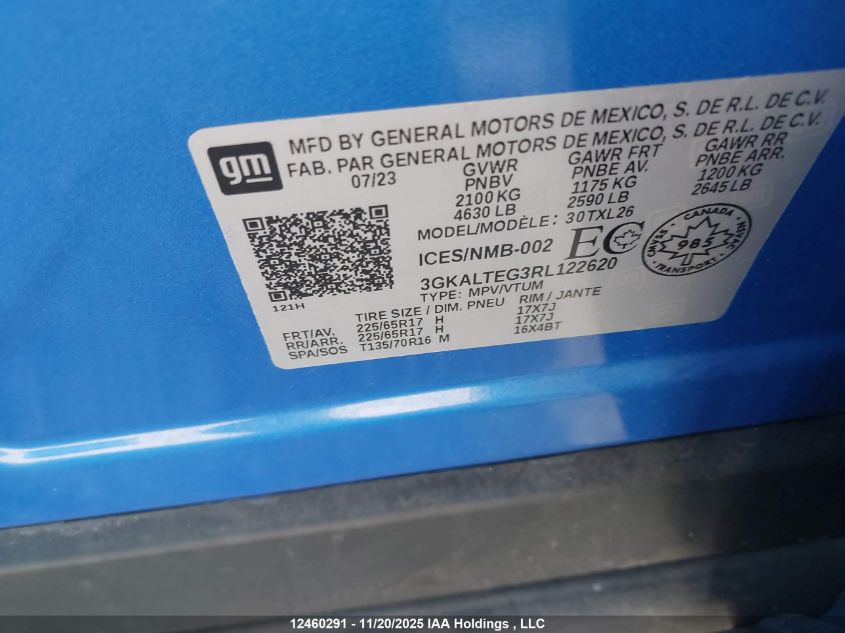 gm
MFD BY GENERAL MOTORS DE MEXICO, S. DE R.L. DE C.V.
FAB. PAR GENERAL MOTORS DE MEXICO, S. DE R.L. DE C.V.
07/23 GVWR GAWR FRT GAWR RR
PNBV PNBE AV. PNBE ARR.
2100 KG 1175 KG 1200 KG
4630 LB 2590 LB 2645 LB
MODEL/MODÈLE : 30TXL26
ICES/NMB-002 EC
CANADA
985
TRANSPORT
CMVSS NSVAC
3GKALTEG3RL122620
TYPE: MPV/VTUM
121H
TIRE SIZE / DIM. PNEU RIM / JANTE
FRT/AV. 225/65R17 H 17X7J
RR/ARR. 225/65R17 H 17X7J
SPA/SOS T135/70R16 M 16X4BT
12460291 - 11/20/2025 IAA Holdings , LLC